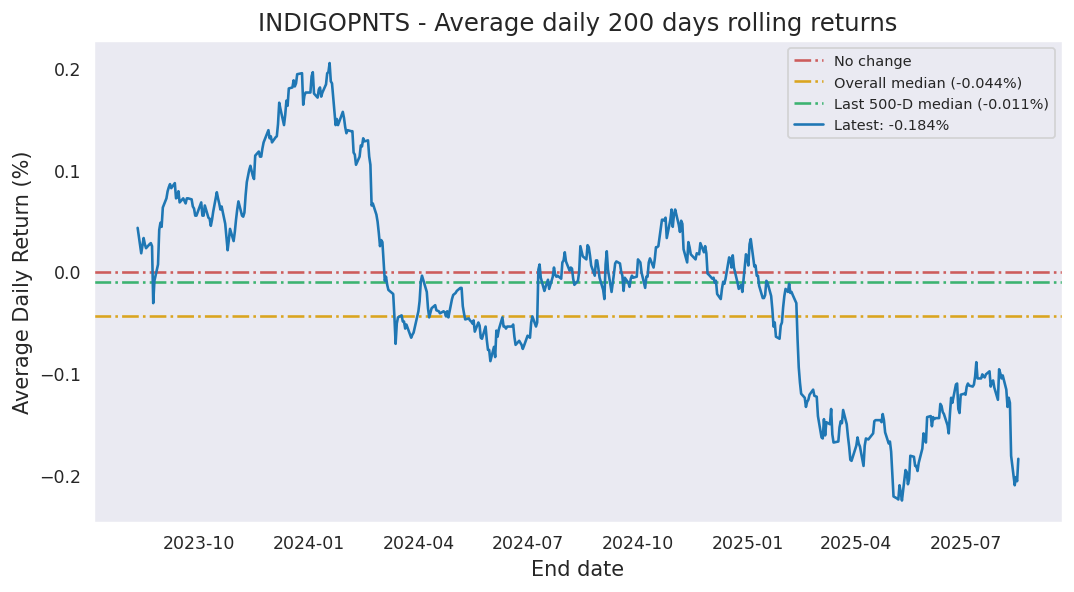 INDIGOPNTS - Average daily 200 days rolling returns
No change
Overall median (-0.044%)
Last 500-D median (-0.011%)
Latest: -0.184%
Average Daily Return (%)
0.2
0.1
0.0
−0.1
−0.2
2023-10 2024-01 2024-04 2024-07 2024-10 2025-01 2025-04 2025-07
End date